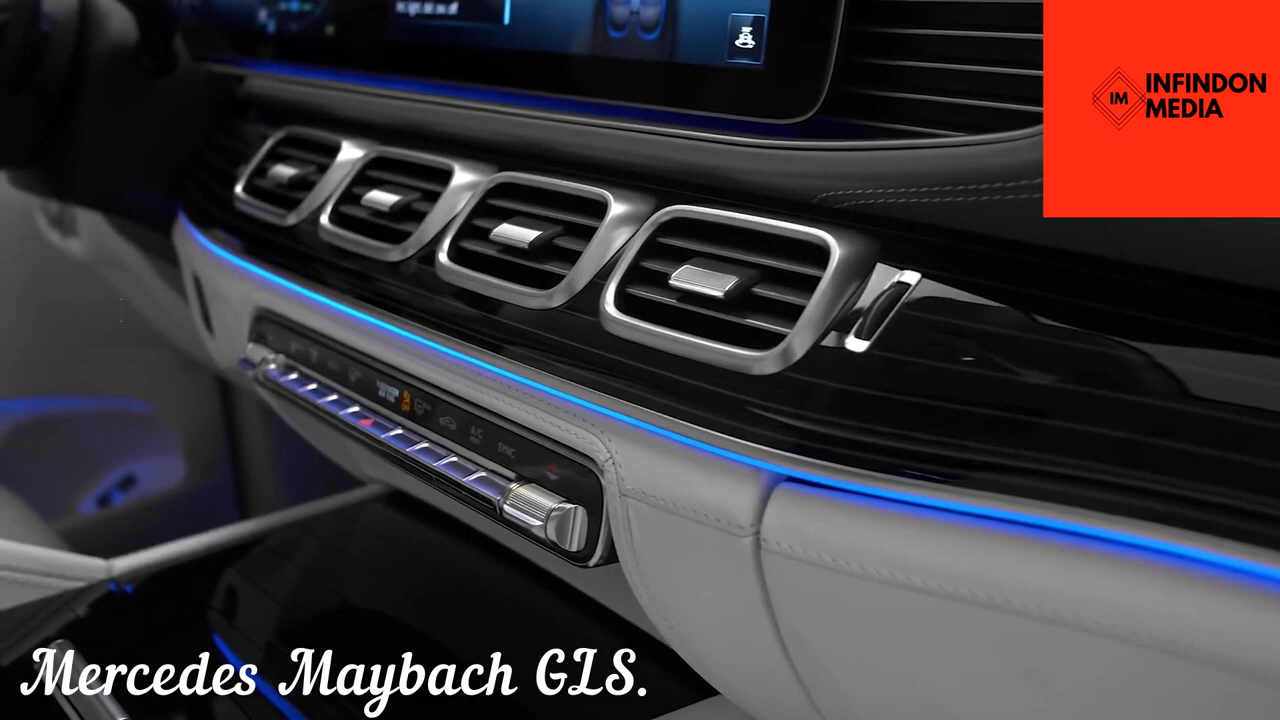 IM
INFINDON
MEDIA
A/C
SYNC
Mercedes Maybach GLS.